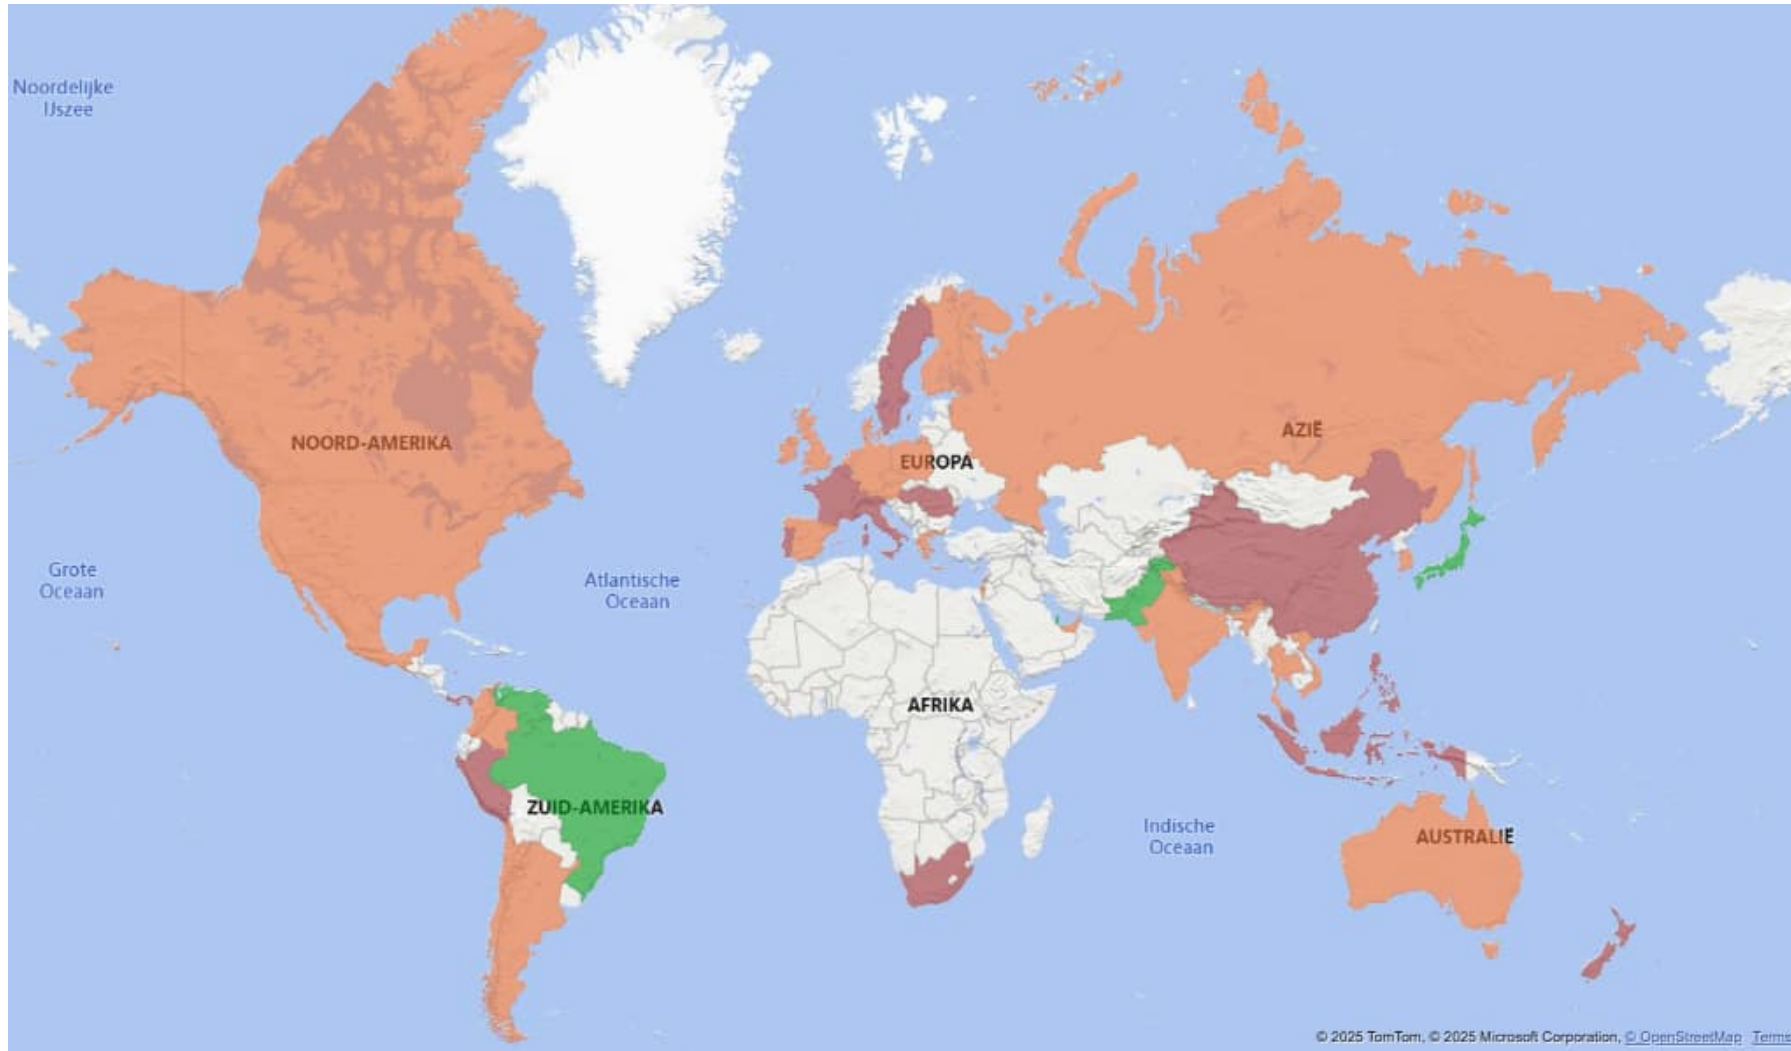 Noordelijke
IJszee
NOORD-AMERIKA
AZIË
EUROPA
Grote
Oceaan
Atlantische
Oceaan
AFRIKA
ZUID-AMERIKA
Indische
Oceaan
AUSTRALIË
© 2025 TomTom, © 2025 Microsoft Corporation, © OpenStreetMap Terms